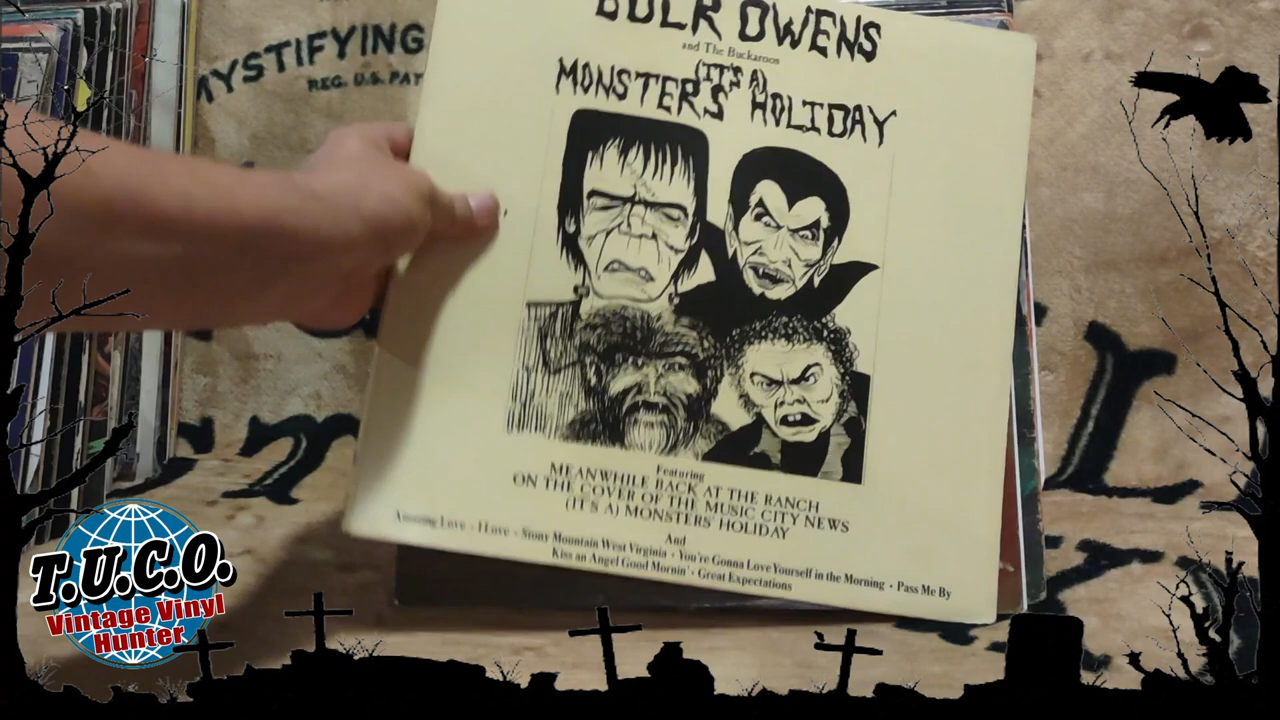 MYSTIFYING
REG. U.S. PAT
BUCK OWENS
and The Buckaroos
(IT'S A)
MONSTERS' HOLIDAY
Featuring
MEANWHILE BACK AT THE RANCH
ON THE COVER OF THE MUSIC CITY NEWS
(IT'S A) MONSTERS' HOLIDAY
And
Amazing Love • I Love • Stony Mountain West Virginia • You're Gonna Love Yourself in the Morning • Pass Me By
Kiss an Angel Good Mornin' • Great Expectations
T.U.C.O.
Vintage Vinyl
Hunter